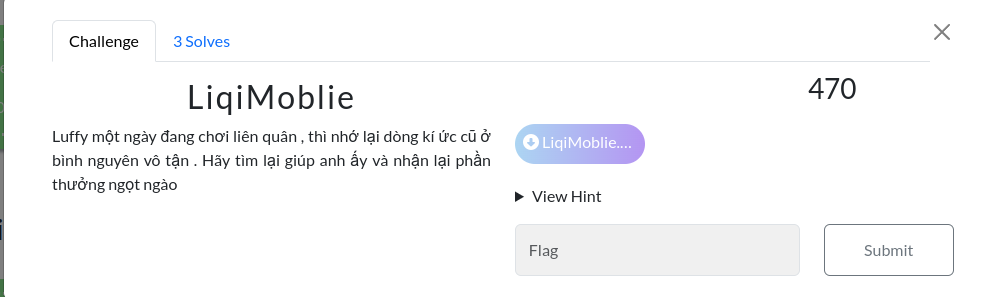 Challenge
3 Solves
LiqiMoblie
470
Luffy một ngày đang chơi liên quân , thì nhớ lại dòng kí ức cũ ở
bình nguyên vô tận . Hãy tìm lại giúp anh ấy và nhận lại phần
thưởng ngọt ngào
LiqiMoblie....
View Hint
Flag
Submit